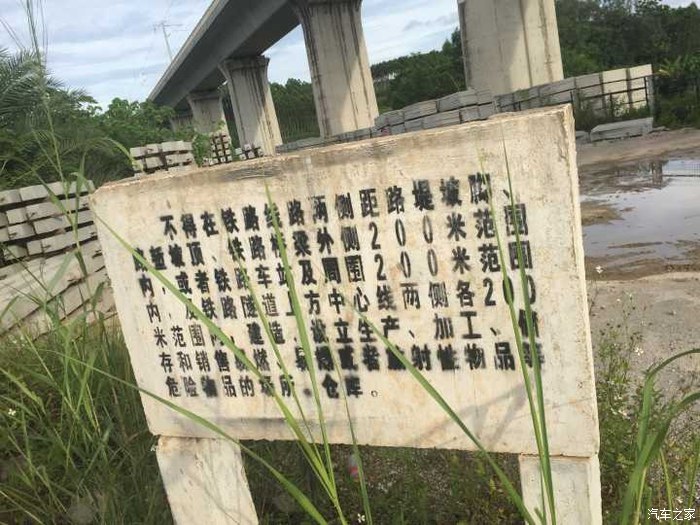 不得在铁路线路两侧距路堤坡脚、
堑坡顶、铁路桥梁外侧200米范围
内或者铁路车站及周围200米范围
内,及铁路隧道上方中心线两侧各200
米范围内建造设立生产、加工、储
存和销售易燃易爆或者放射性物品等
危险物品的场所、仓库。
汽车之家